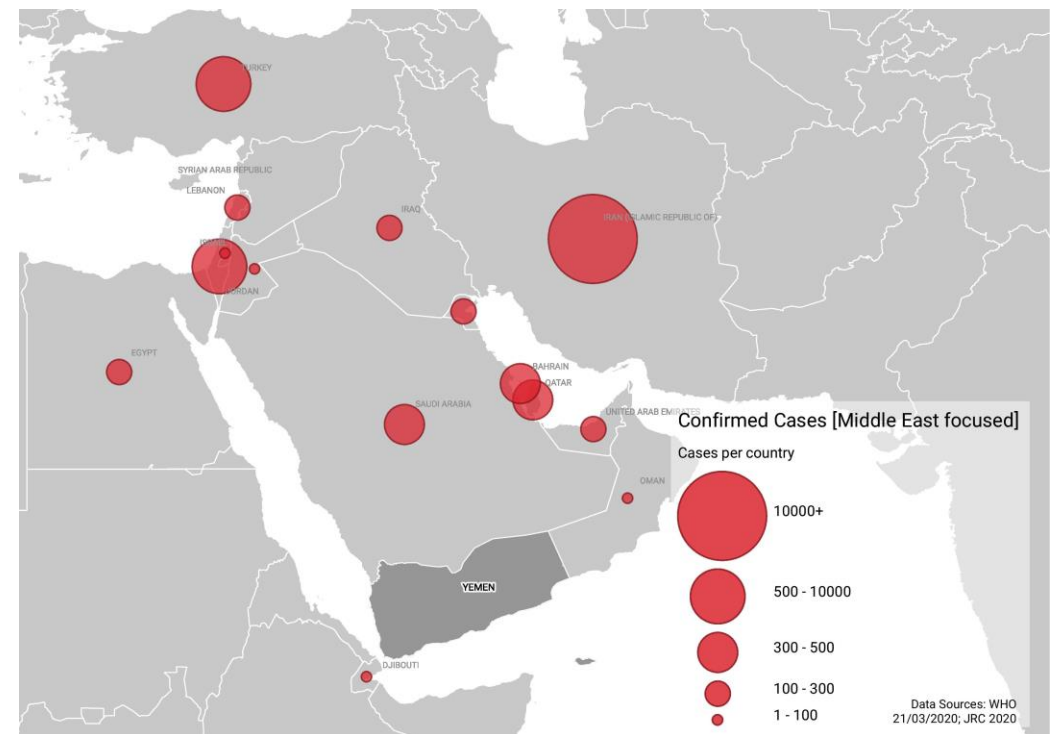 TURKEY
SYRIAN ARAB REPUBLIC
LEBANON
IRAQ
IRAN [ISLAMIC REPUBLIC OF]
ISRAEL
JORDAN
EGYPT
BAHRAIN
QATAR
SAUDI ARABIA
UNITED ARAB EMIRATES
Confirmed Cases [Middle East focused]
Cases per country
10000+
500 - 10000
300 - 500
100 - 300
1 - 100
OMAN
YEMEN
DJIBOUTI
Data Sources: WHO
21/03/2020; JRC 2020